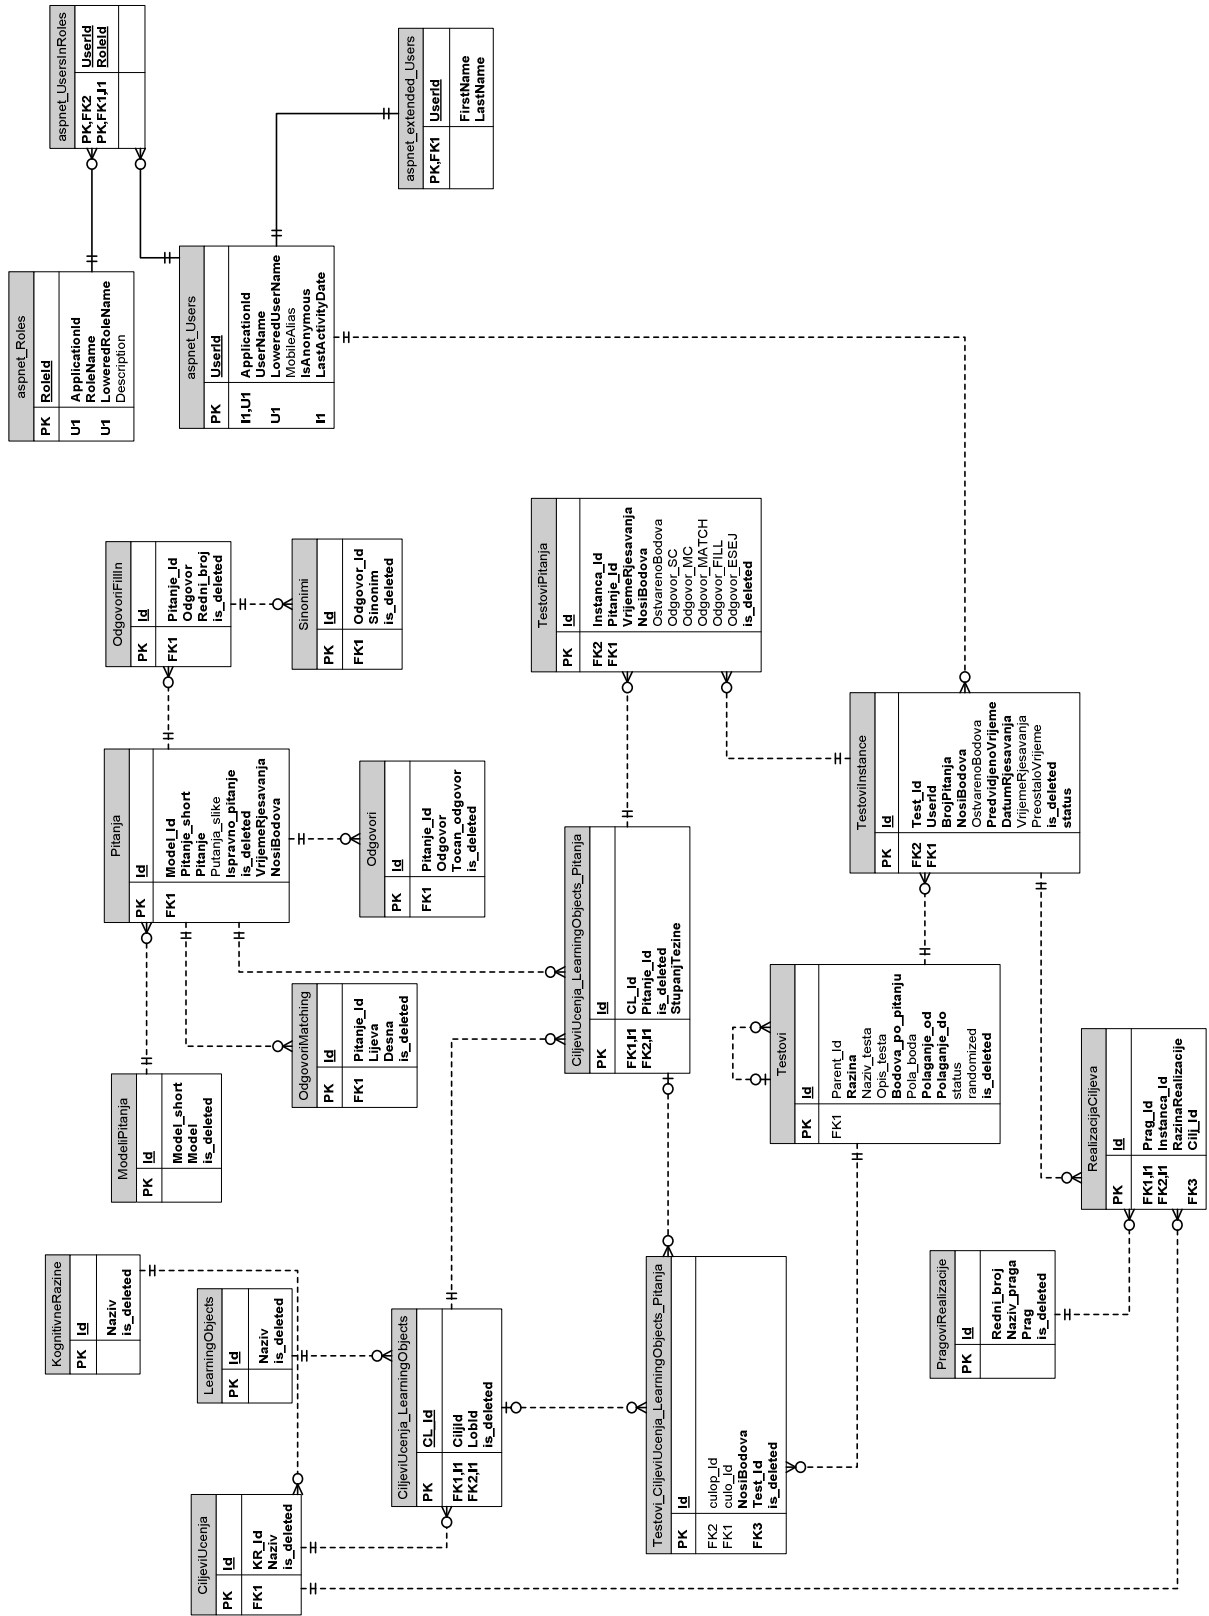 KognitivneRazine
PK Id
Naziv
is_deleted
ModeliPitanja
PK Id
Model_short
Model
is_deleted
Pitanja
PK Id
FK1 Model_Id
Pitanje_short
Pitanje
Putanja_slike
Ispravno_pitanje
is_deleted
VrijemeRjesavanja
NosiBodova
OdgovoriFillIn
PK Id
FK1 Pitanje_Id
Odgovor
Redni_broj
is_deleted
aspnet_Roles
PK RoleId
U1 ApplicationId
RoleName
U1 LoweredRoleName
Description
aspnet_UsersInRoles
PK,FK2 UserId
PK,FK1,I1 RoleId
CiljeviUcenja
PK Id
FK1 KR_Id
Naziv
is_deleted
LearningObjects
PK Id
Naziv
is_deleted
OdgovoriMatching
PK Id
FK1 Pitanje_Id
Lijeva
Desna
is_deleted
Odgovori
PK Id
FK1 Pitanje_Id
Odgovor
Tocan_odgovor
is_deleted
Sinonimi
PK Id
FK1 Odgovor_Id
Sinonim
is_deleted
aspnet_Users
PK UserId
I1,U1 ApplicationId
UserName
U1 LoweredUserName
MobileAlias
IsAnonymous
I1 LastActivityDate
aspnet_extended_Users
PK,FK1 UserId
FirstName
LastName
CiljeviUcenja_LearningObjects
PK CL_Id
FK1,I1 CiljId
FK2,I1 LobId
is_deleted
CiljeviUcenja_LearningObjects_Pitanja
PK Id
FK1,I1 CL_Id
FK2,I1 Pitanje_Id
is_deleted
StupanjTezine
TestoviPitanja
PK Id
FK2 Instanca_Id
FK1 Pitanje_Id
VrijemeRjesavanja
NosiBodova
OstvarenoBodova
Odgovor_SC
Odgovor_MC
Odgovor_MATCH
Odgovor_FILL
Odgovor_ESEJ
is_deleted
Testovi_CiljeviUcenja_LearningObjects_Pitanja
PK Id
FK2 culop_Id
FK1 culo_Id
NosiBodova
FK3 Test_Id
is_deleted
Testovi
PK Id
FK1 Parent_Id
Razina
Naziv_testa
Opis_testa
Bodova_po_pitanju
Pola_boda
Polaganje_od
Polaganje_do
status
randomized
is_deleted
TestoviInstance
PK Id
FK2 Test_Id
FK1 UserId
BrojPitanja
NosiBodova
OstvarenoBodova
PredvidjenoVrijeme
DatumRjesavanja
VrijemeRjesavanja
PreostaloVrijeme
is_deleted
status
PragoviRealizacije
PK Id
Redni_broj
Naziv_praga
Prag
is_deleted
RealizacijaCiljeva
PK Id
FK1,I1 Prag_Id
FK2,I1 Instanca_Id
RazinaRealizacije
FK3 Cilj_Id